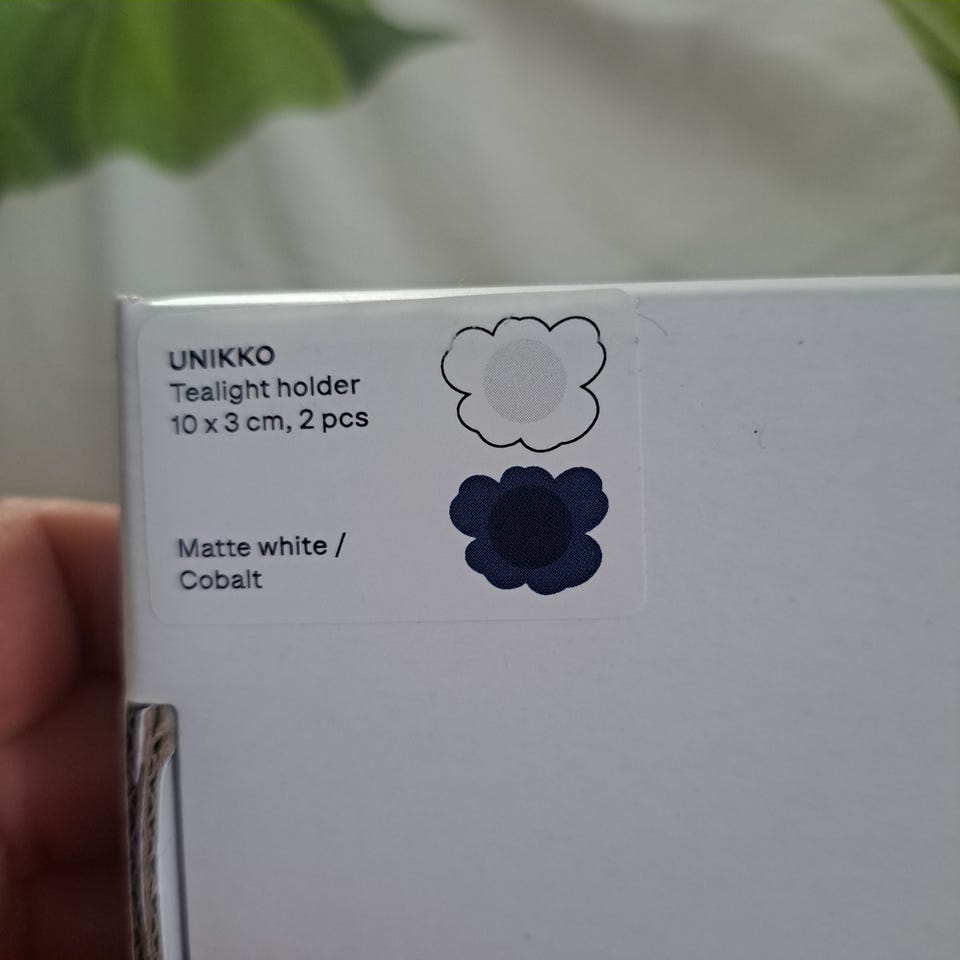 UNIKKO
Tealight holder
10 x 3 cm, 2 pcs
Matte white /
Cobalt